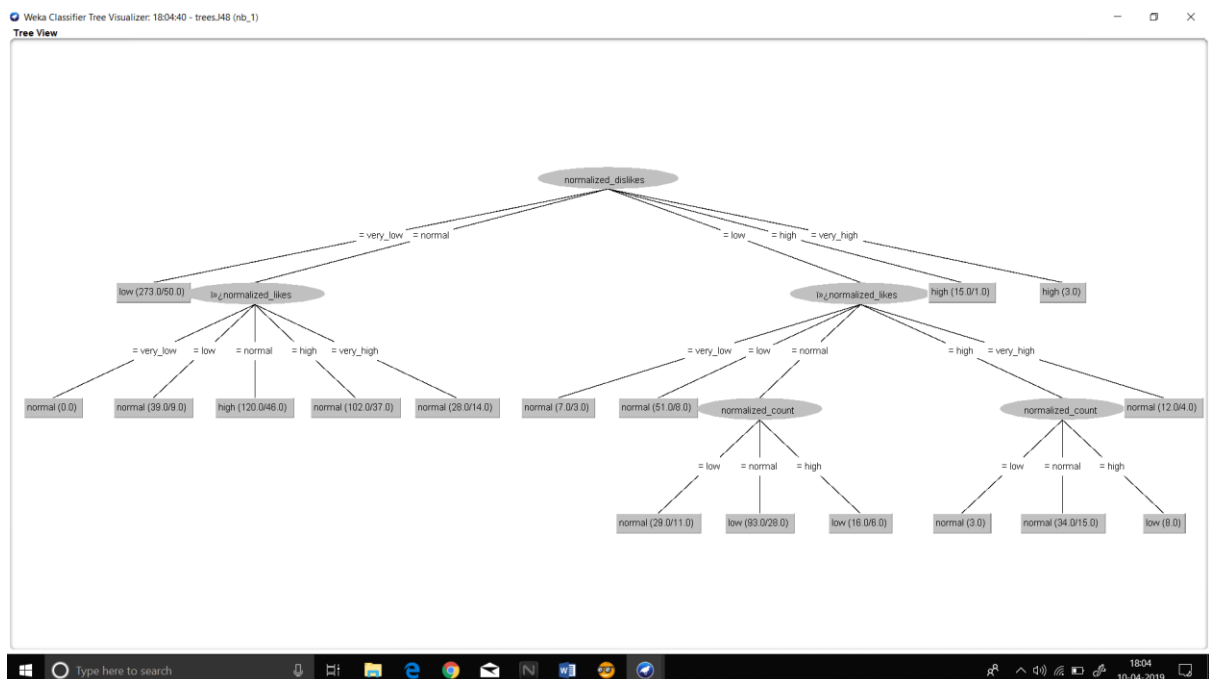 Weka Classifier Tree Visualizer: 18:04:40 - trees.J48 (nb_1)
Tree View
normalized_dislikes
= very_low = normal = low = high = very_high
low (273.0/50.0) ï»¿normalized_likes ï»¿normalized_likes high (15.0/1.0) high (3.0)
= very_low = low = normal = high = very_high = very_low = low = normal = high = very_high
normal (0.0) normal (39.0/9.0) high (120.0/46.0) normal (102.0/37.0) normal (28.0/14.0) normal (7.0/3.0) normal (51.0/8.0) normalized_count normalized_count normal (12.0/4.0)
= low = normal = high = low = normal = high
normal (29.0/11.0) low (93.0/28.0) low (16.0/6.0) normal (3.0) normal (34.0/15.0) low (8.0)
Type here to search
18:04
10-04-2019